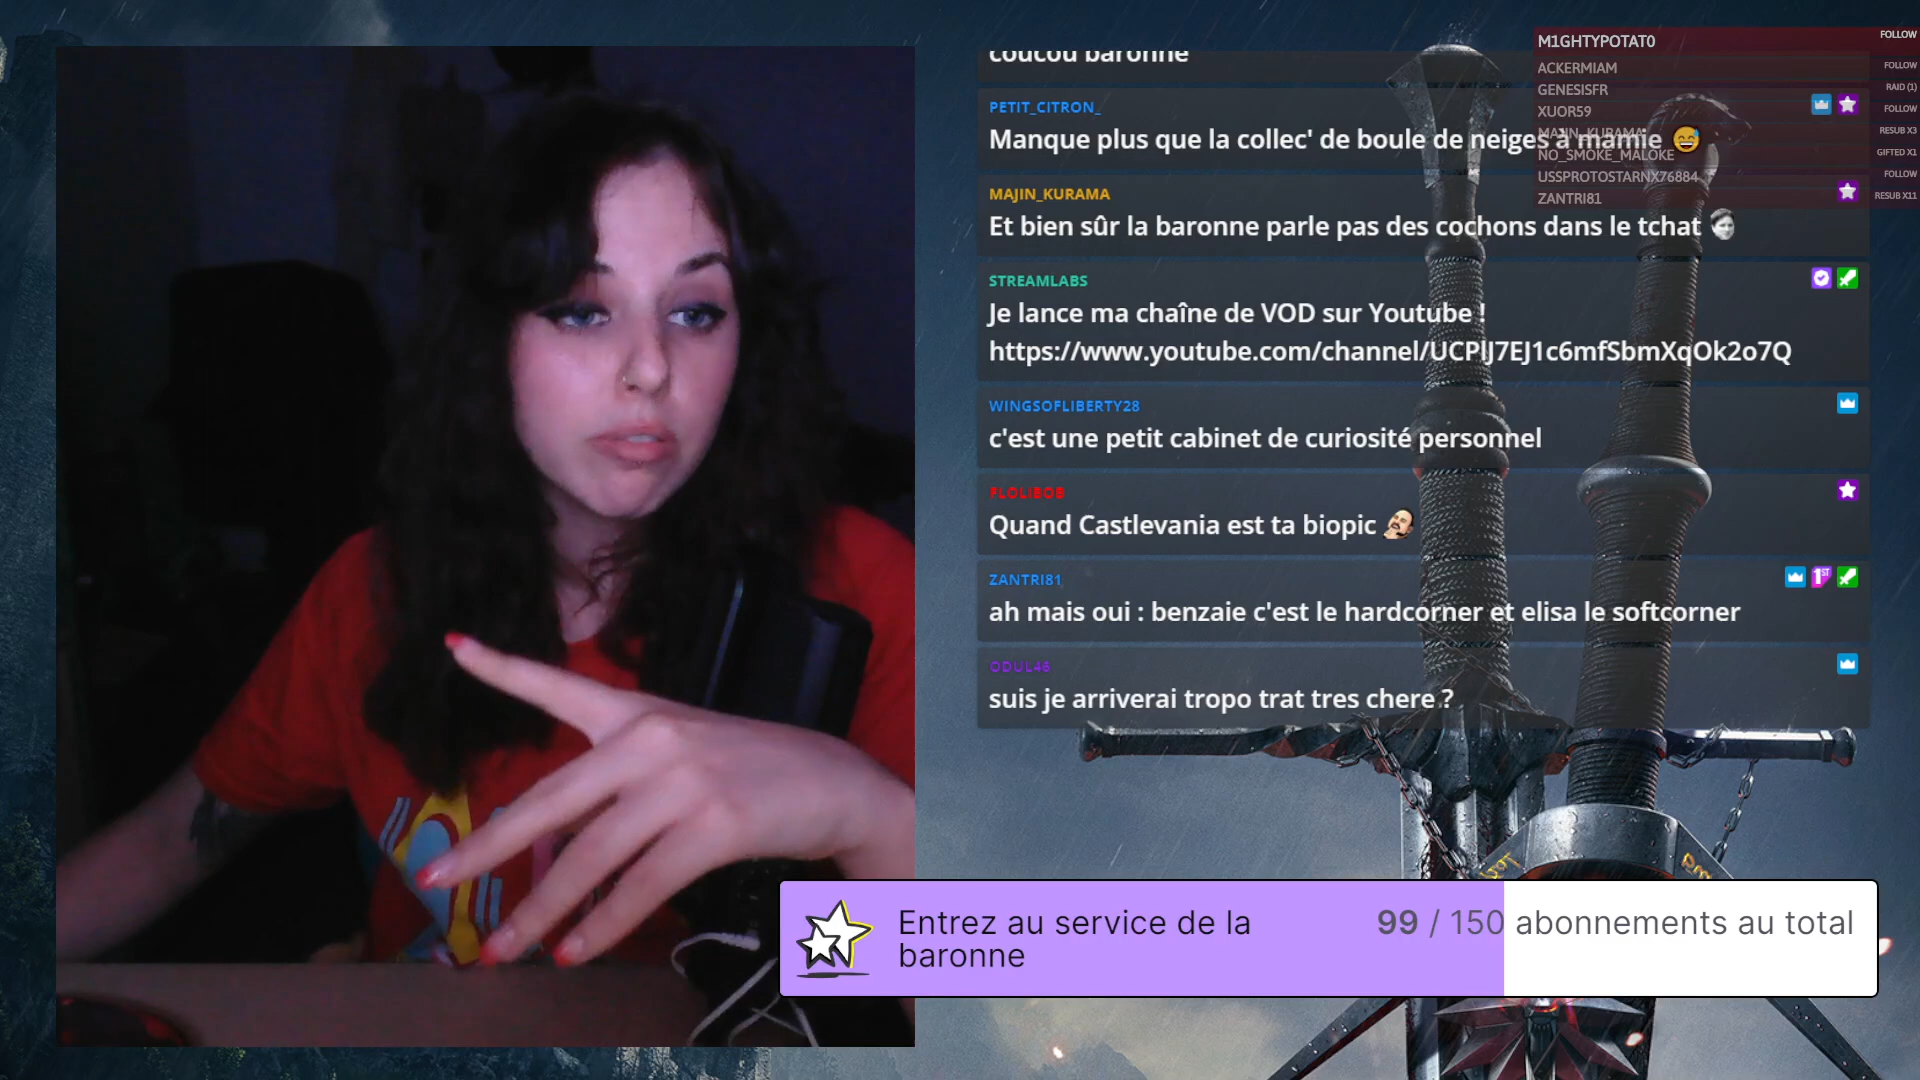 coucou baronne
PETIT_CITRON_
Manque plus que la collec' de boule de neiges à mamie
MAJIN_KURAMA
Et bien sûr la baronne parle pas des cochons dans le tchat
STREAMLABS
Je lance ma chaîne de VOD sur Youtube !
https://www.youtube.com/channel/UCPlJ7EJ1c6mfSbmXqOk2o7Q
WINGSOFLIBERTY28
c'est une petit cabinet de curiosité personnel
FLOLIBOB
Quand Castlevania est ta biopic
ZANTRI81
1ST
ah mais oui : benzaie c'est le hardcorner et elisa le softcorner
ODUL46
suis je arriverai tropo trat tres chere ?
M1GHTYPOTAT0 FOLLOW
ACKERMIAM FOLLOW
GENESISFR RAID (1)
XUOR59 FOLLOW
MAJIN_KURAMA RESUB X3
NO_SMOKE_MALOKE GIFTED X1
USSPROTOSTARNX76884 FOLLOW
ZANTRI81 RESUB X11
Entrez au service de la
baronne
99 / 150 abonnements au total